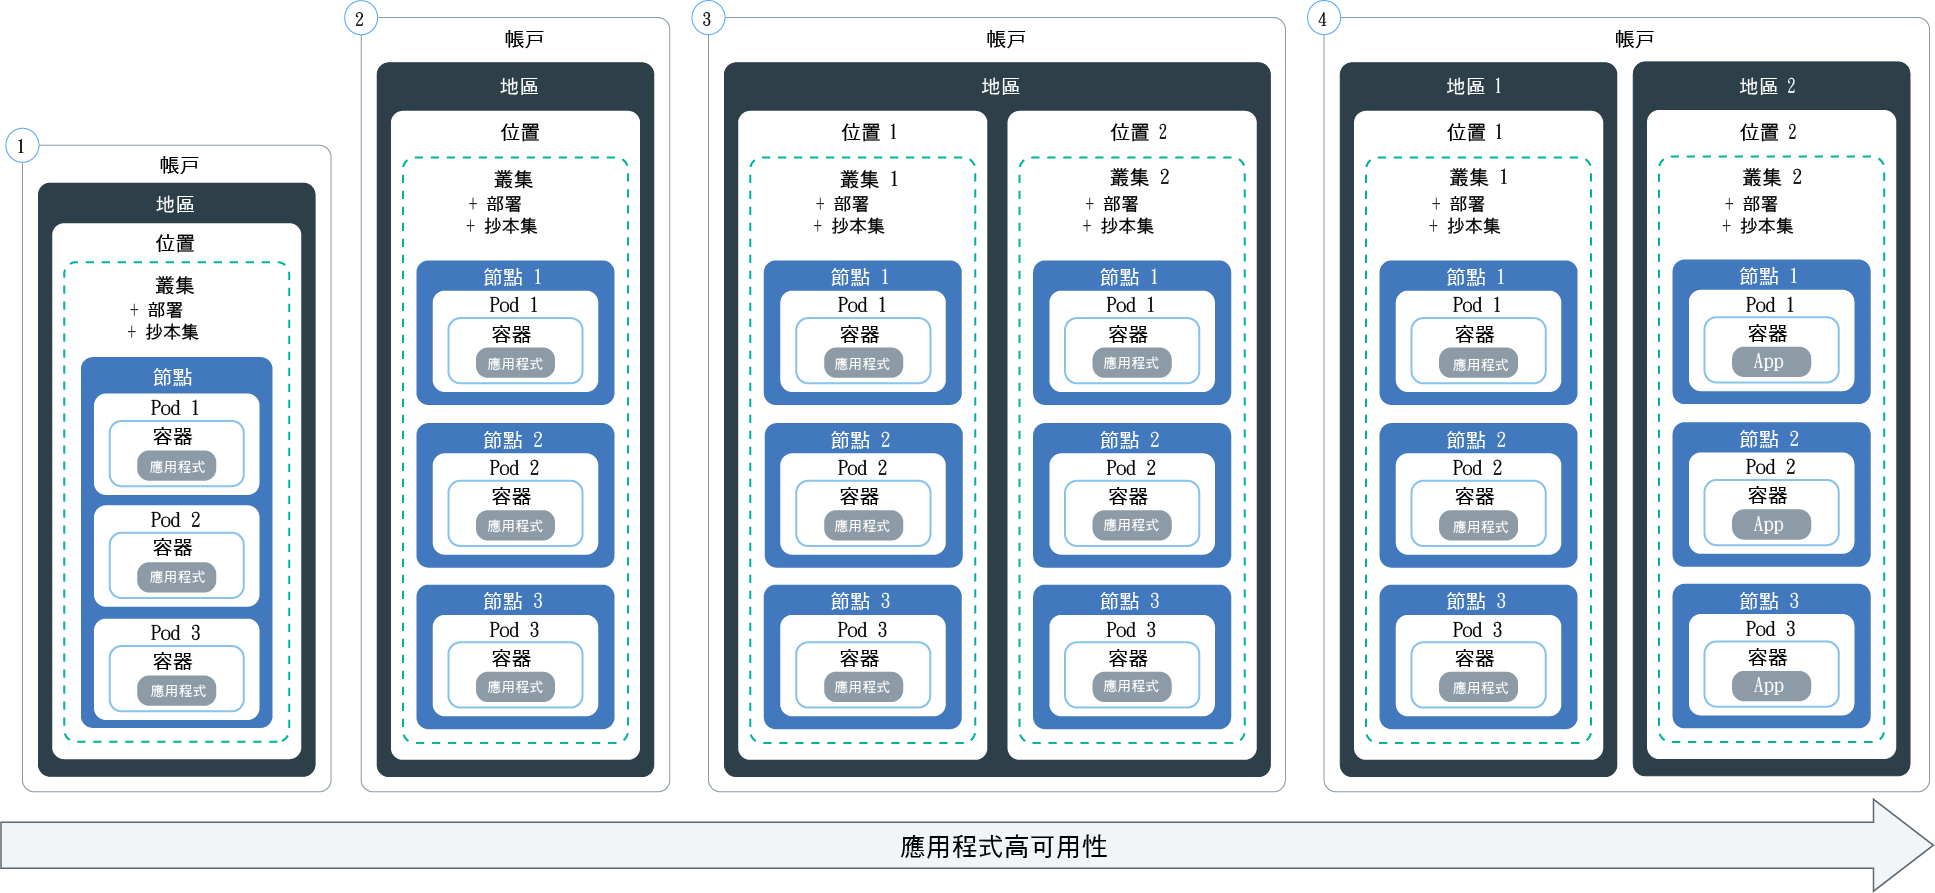 1
帳戶
地區
位置
叢集
+ 部署
+ 抄本集
節點
Pod 1
容器
應用程式
Pod 2
容器
應用程式
Pod 3
容器
應用程式
2
帳戶
地區
位置
叢集
+ 部署
+ 抄本集
節點 1
Pod 1
容器
應用程式
節點 2
Pod 2
容器
應用程式
節點 3
Pod 3
容器
應用程式
3
帳戶
地區
位置 1
叢集 1
+ 部署
+ 抄本集
節點 1
Pod 1
容器
應用程式
節點 2
Pod 2
容器
應用程式
節點 3
Pod 3
容器
應用程式
位置 2
叢集 2
+ 部署
+ 抄本集
節點 1
Pod 1
容器
應用程式
節點 2
Pod 2
容器
應用程式
節點 3
Pod 3
容器
應用程式
4
帳戶
地區 1
位置 1
叢集 1
+ 部署
+ 抄本集
節點 1
Pod 1
容器
應用程式
節點 2
Pod 2
容器
應用程式
節點 3
Pod 3
容器
應用程式
地區 2
位置 2
叢集 2
+ 部署
+ 抄本集
節點 1
Pod 1
容器
App
節點 2
Pod 2
容器
App
節點 3
Pod 3
容器
App
應用程式高可用性